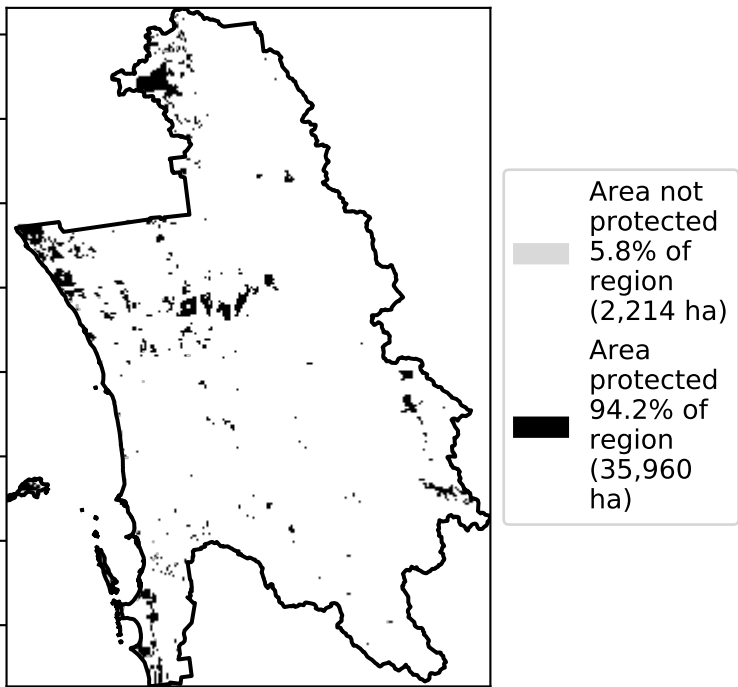 Area not
protected
5.8% of
region
(2,214 ha)
Area
protected
94.2% of
region
(35,960
ha)